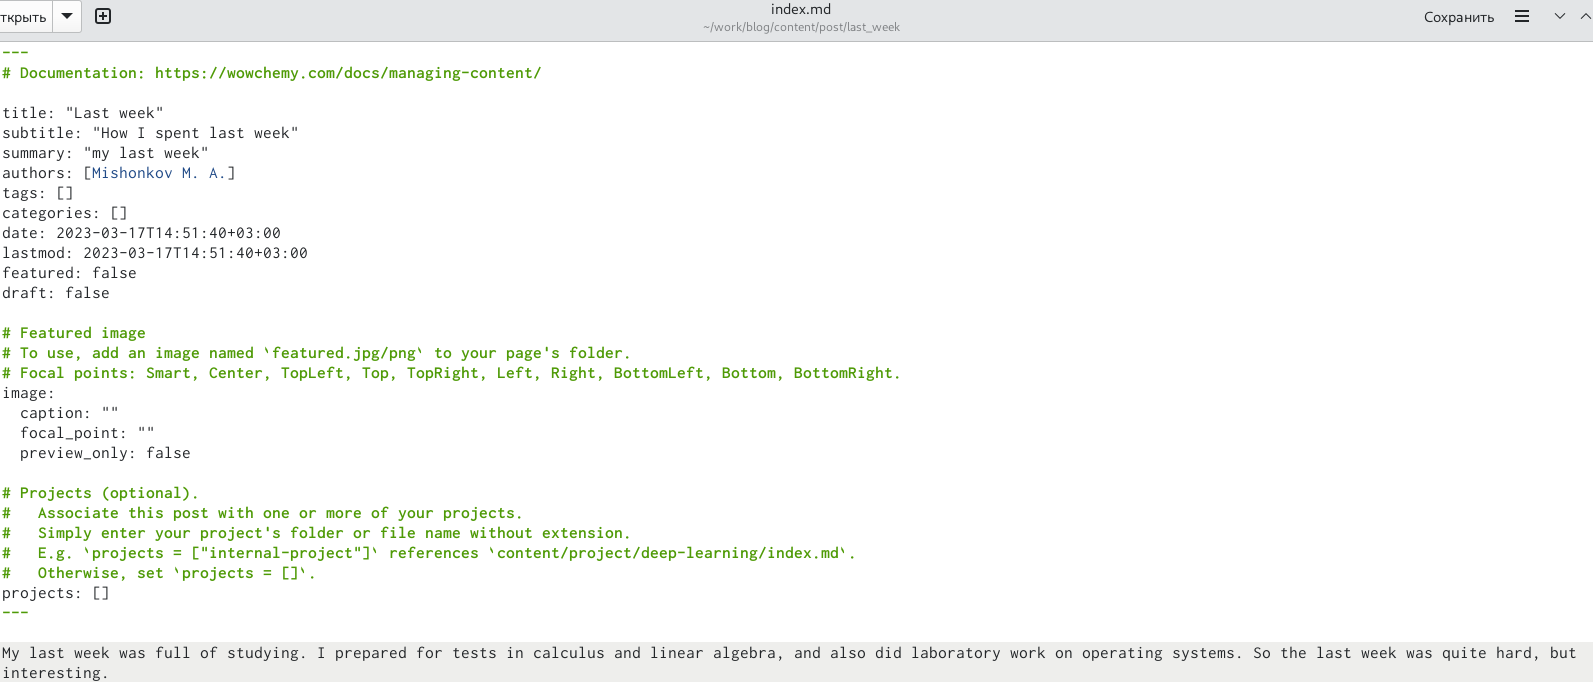 ткрыть
index.md
~/work/blog/content/post/last_week
Сохранить
---
# Documentation: https://wowchemy.com/docs/managing-content/
title: "Last week"
subtitle: "How I spent last week"
summary: "my last week"
authors: [Mishonkov M. A.]
tags: []
categories: []
date: 2023-03-17T14:51:40+03:00
lastmod: 2023-03-17T14:51:40+03:00
featured: false
draft: false
# Featured image
# To use, add an image named `featured.jpg/png` to your page's folder.
# Focal points: Smart, Center, TopLeft, Top, TopRight, Left, Right, BottomLeft, Bottom, BottomRight.
image:
  caption: ""
  focal_point: ""
  preview_only: false
# Projects (optional).
#   Associate this post with one or more of your projects.
#   Simply enter your project's folder or file name without extension.
#   E.g. `projects = ["internal-project"]` references `content/project/deep-learning/index.md`.
#   Otherwise, set `projects = []`.
projects: []
---
My last week was full of studying. I prepared for tests in calculus and linear algebra, and also did laboratory work on operating systems. So the last week was quite hard, but
interesting.